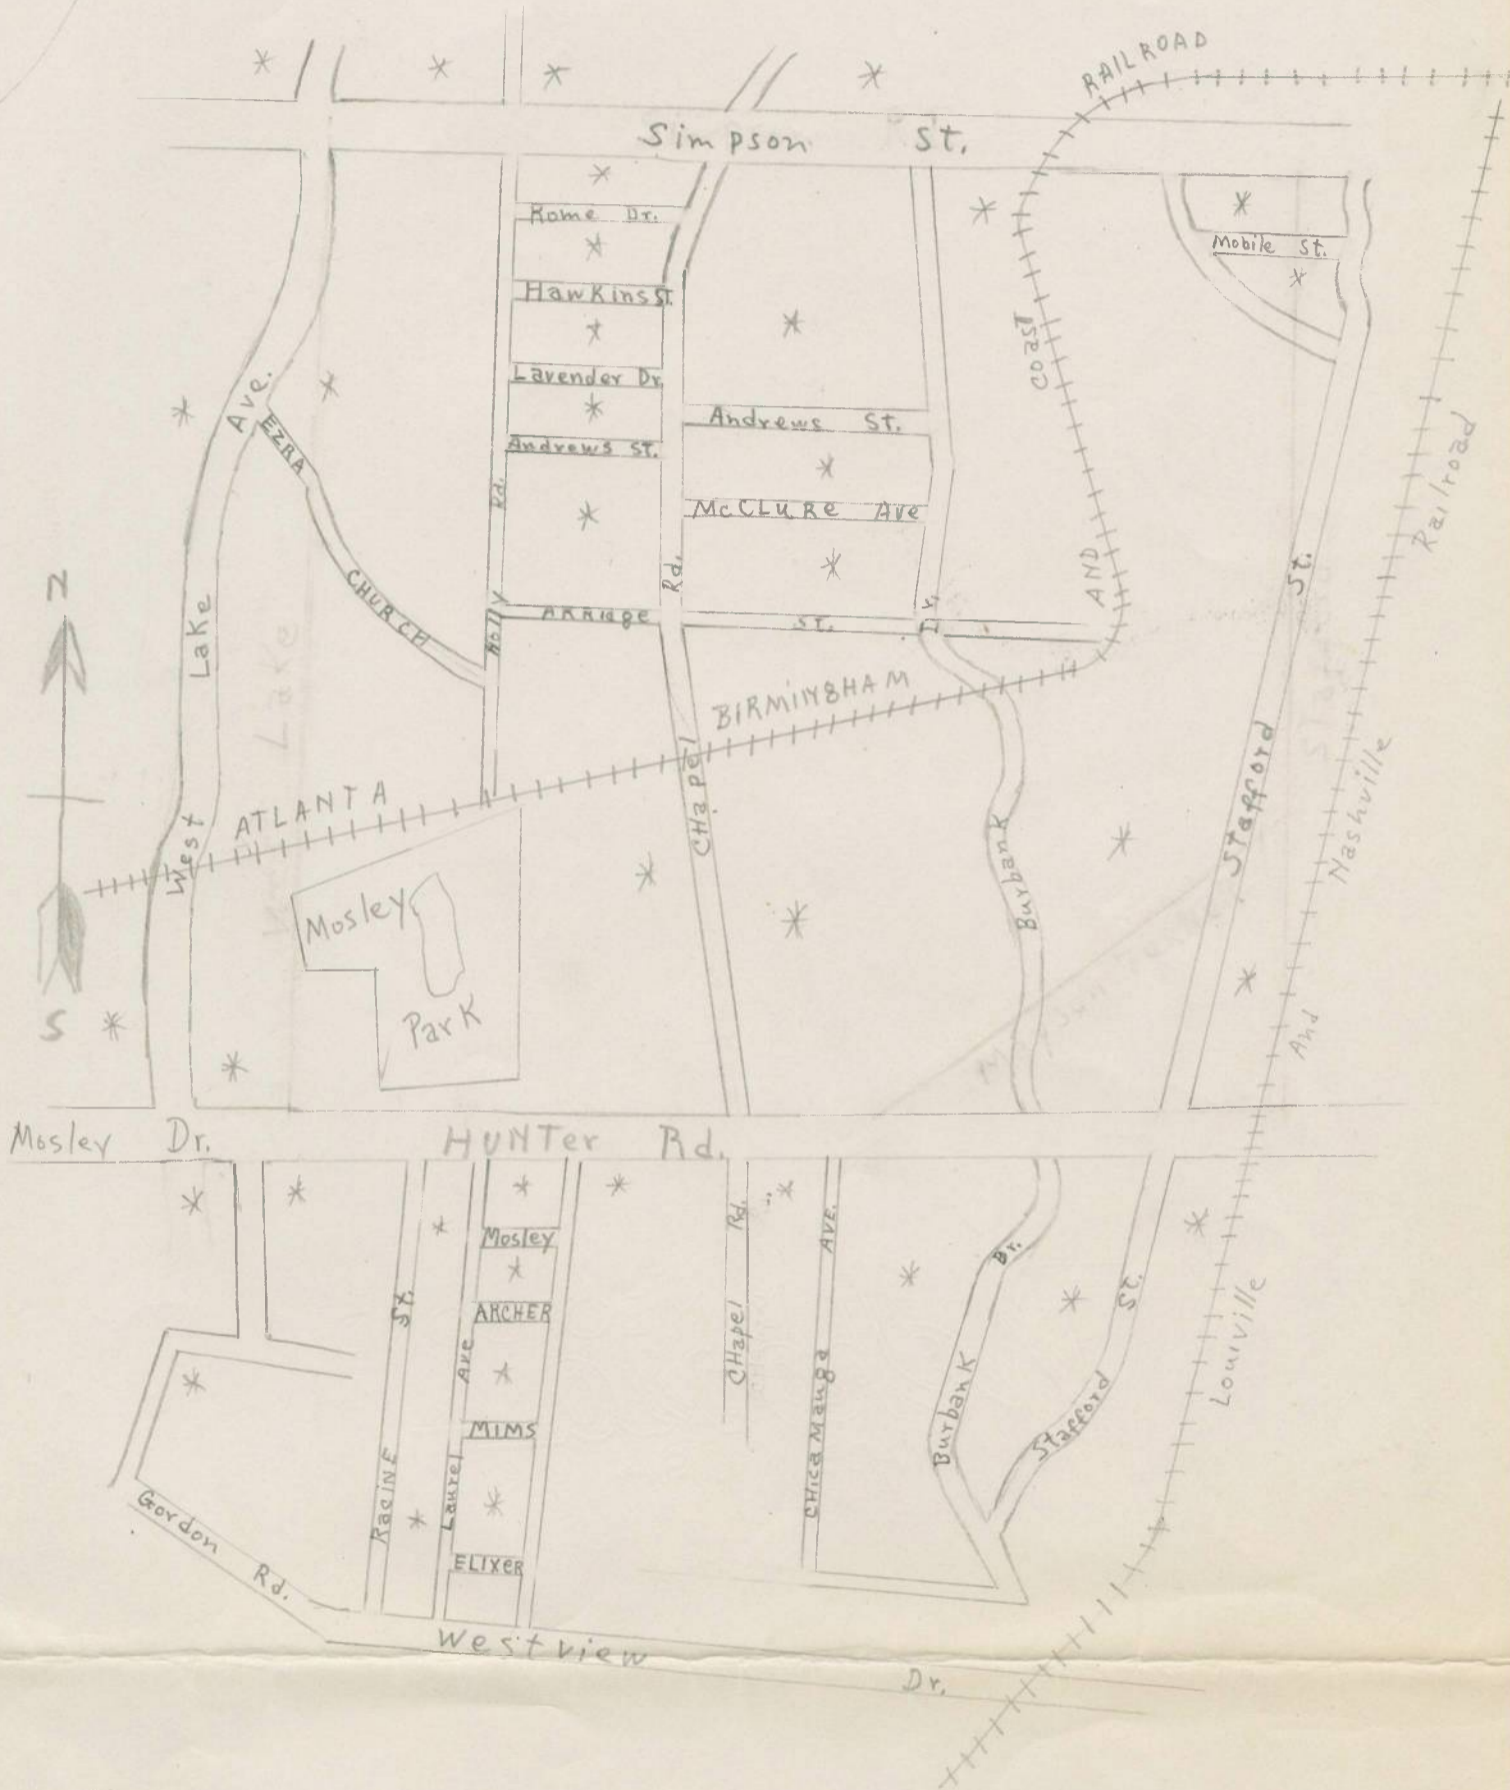 RAILROAD
Simpson St.
Rome Dr.
Mobile St.
Hawkins St.
COAST
Lavender Dr.
West Lake Ave.
EZRA CHURCH
Andrews St.
Andrews St.
Railroad
Holly Rd.
McCLURe Ave
AND
N
Rd.
St.
ARRIage St.
Dr.
Lake
BIRMINGHAM
Stafford
Nashville
CHapel
ATLANTA
Burbank
Mosley
Park
S
And
Mosley Dr.
HUNTer Rd.
CHapel Rd.
Mosley
AVE.
Dr.
ARCHER
St.
St.
Louiville
Ave
CHicaMauga
Burbank
Stafford
MIMS
RaciNE
Laurel
Gordon Rd.
ELIXeR
Westview Dr.